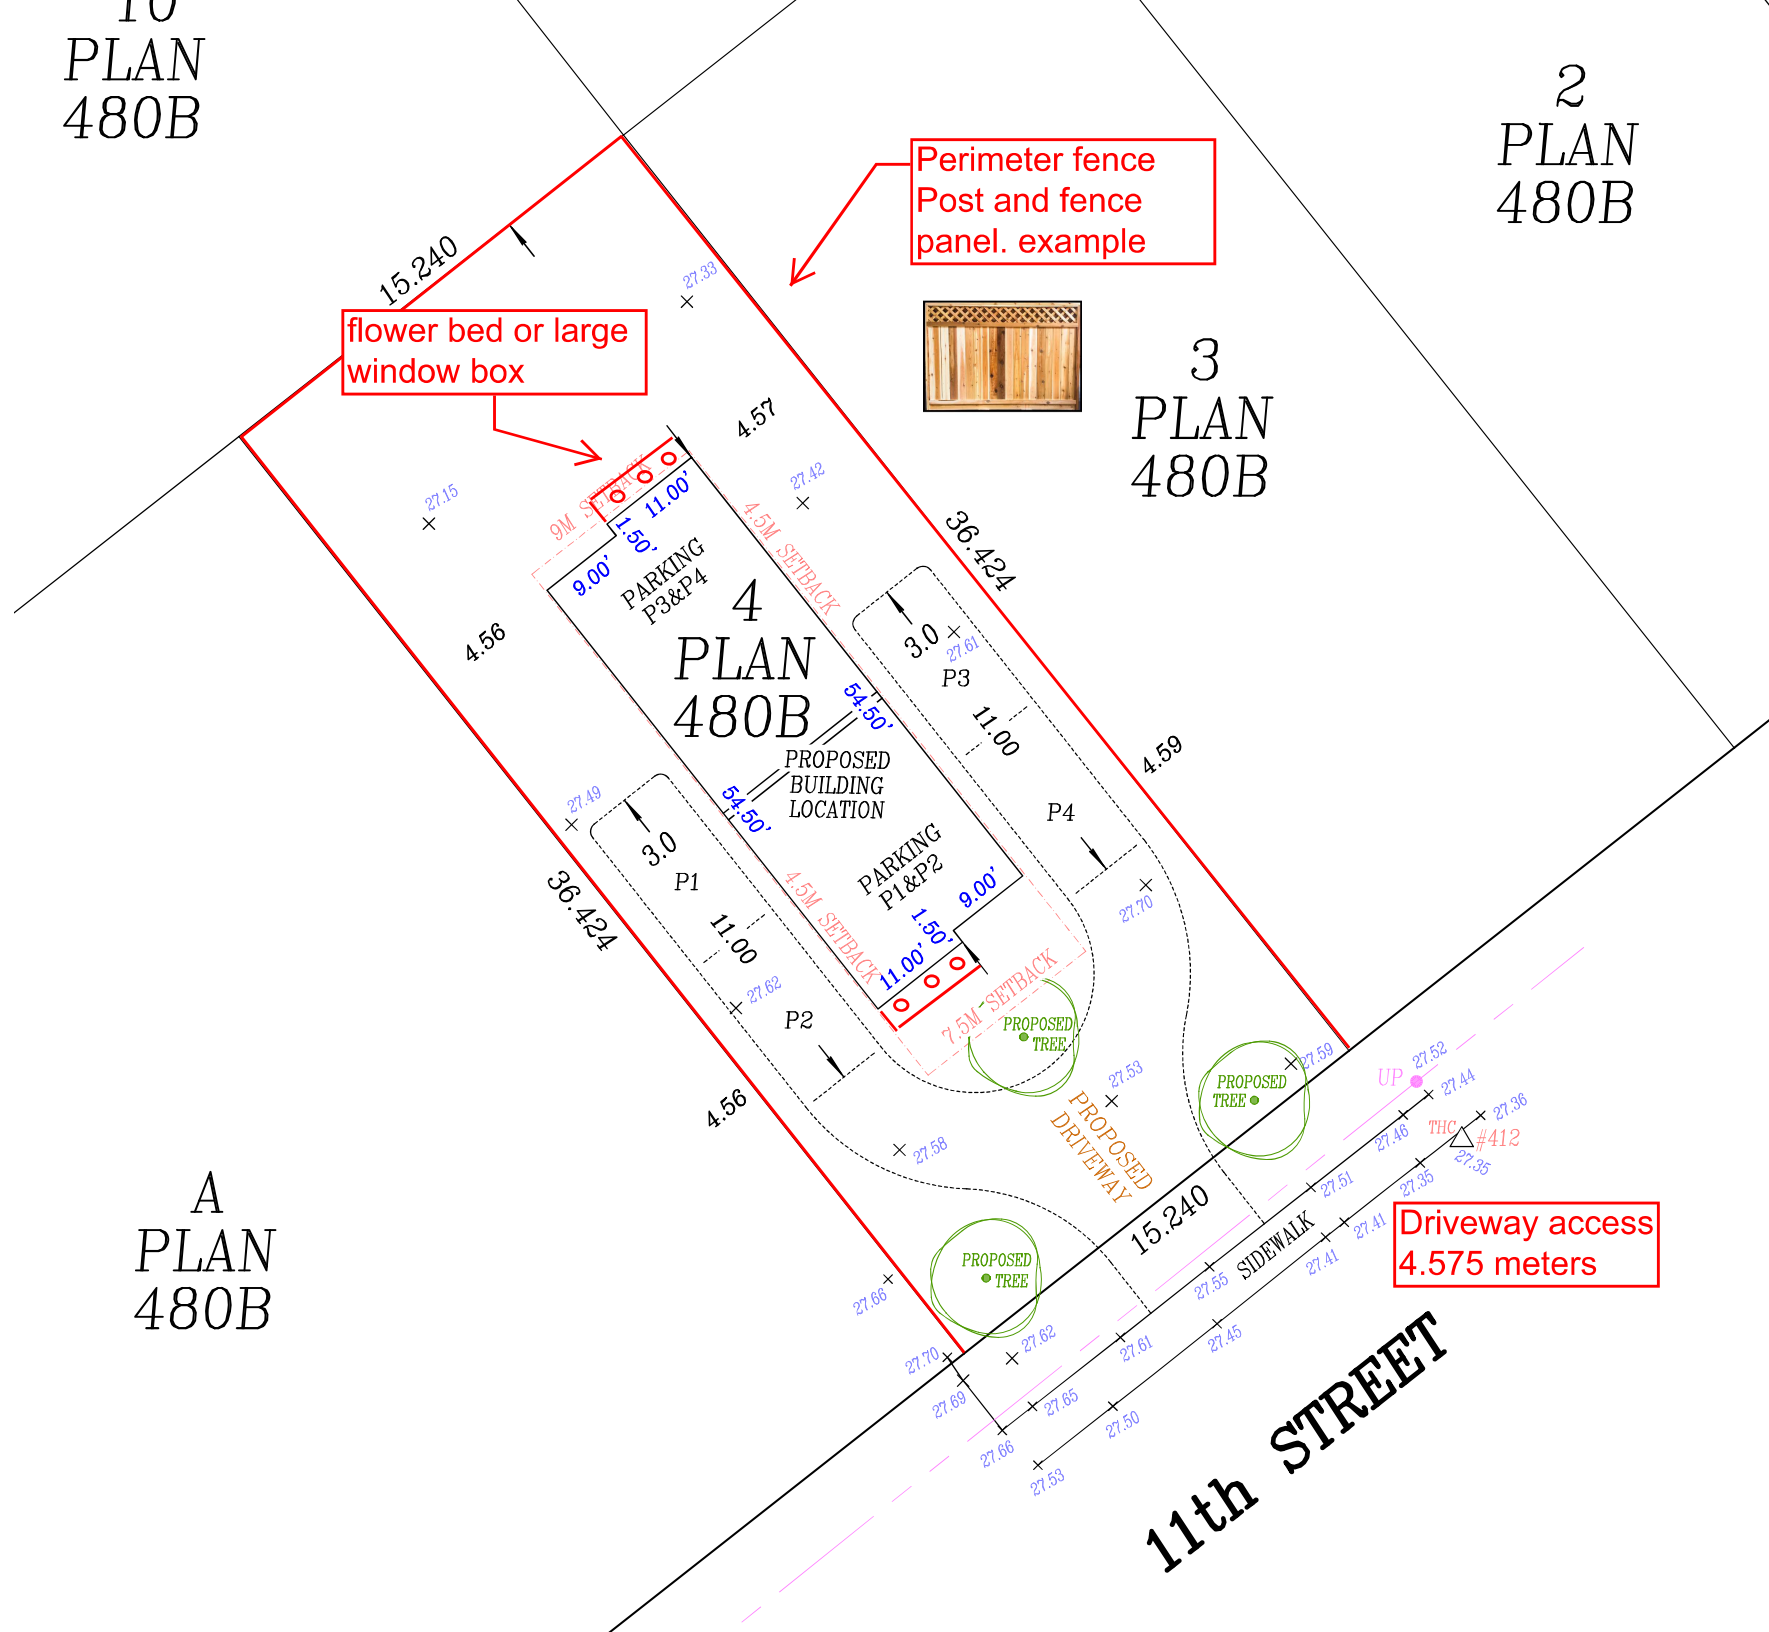 10
PLAN
480B
2
PLAN
480B
Perimeter fence
Post and fence
panel. example
15.240
27.33
flower bed or large
window box
3
PLAN
480B
4.57
27.42
27.15
9M SETBACK
11.00'
1.50'
9.00'
4.5M SETBACK
36.424
PARKING
P3&P4
4
PLAN
480B
4.56
3.0
27.61
P3
11.00
54.50'
4.59
PROPOSED
BUILDING
LOCATION
54.50'
27.49
P4
3.0
P1
11.00
36.424
4.5M SETBACK
PARKING
P1&P2
9.00'
1.50'
11.00'
27.70
27.62
P2
7.5M SETBACK
PROPOSED
TREE
27.53
27.59
PROPOSED
TREE
UP
27.52
27.44
27.36
27.46
THC
#412
27.35
27.35
4.56
27.58
PROPOSED
DRIVEWAY
27.51
27.41
15.240
SIDEWALK
27.41
27.55
Driveway access
4.575 meters
A
PLAN
480B
PROPOSED
TREE
27.66
27.70
27.62
27.61
27.45
27.69
27.65
27.50
27.66
27.53
11th STREET